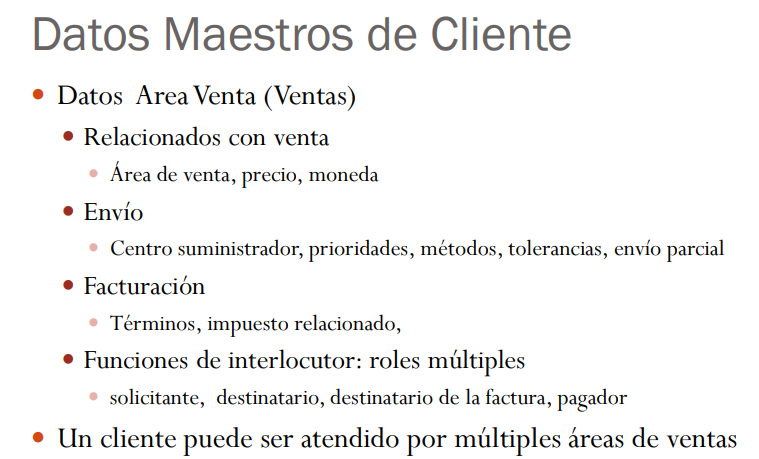 Datos Maestros de Cliente
• Datos Area Venta (Ventas)
• Relacionados con venta
• Área de venta, precio, moneda
• Envío
• Centro suministrador, prioridades, métodos, tolerancias, envío parcial
• Facturación
• Términos, impuesto relacionado,
• Funciones de interlocutor: roles múltiples
• solicitante, destinatario, destinatario de la factura, pagador
• Un cliente puede ser atendido por múltiples áreas de ventas